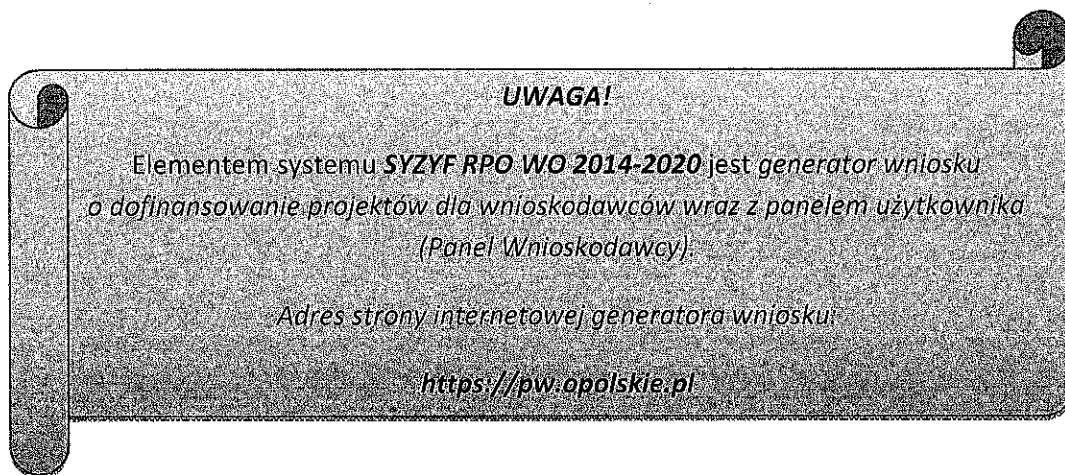 UWAGA!
Elementem systemu SYZYF RPO WO 2014-2020 jest generator wniosku
o dofinansowanie projektów dla wnioskodawców wraz z panelem użytkownika
(Panel Wnioskodawcy).
Adres strony internetowej generatora wniosku:
https://pw.opolskie.pl